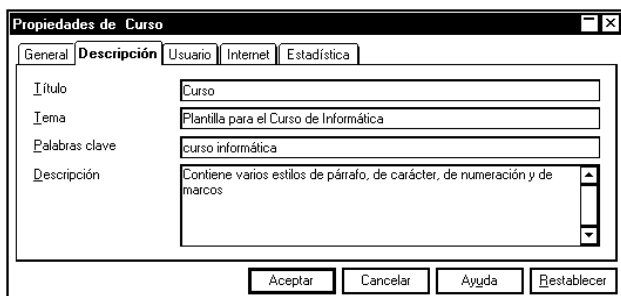 Propiedades de Curso
General Descripción Usuario Internet Estadística
Título Curso
Tema Plantilla para el Curso de Informática
Palabras clave curso informática
Descripción Contiene varios estilos de párrafo, de carácter, de numeración y de
marcos
Aceptar Cancelar Ayuda Restablecer